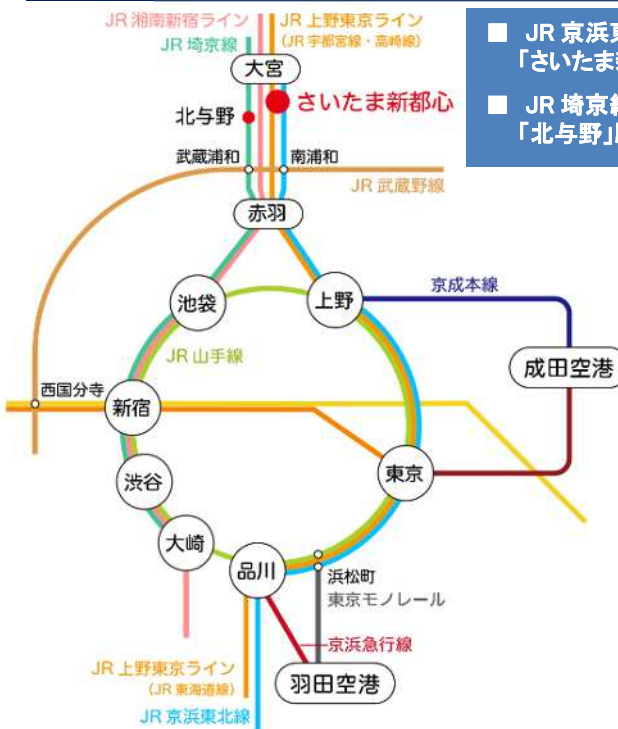 JR 湘南新宿ライン
JR 上野東京ライン
(JR 宇都宮線・高崎線)
JR 埼京線
大宮
さいたま新都心
北与野
武蔵浦和
南浦和
JR 武蔵野線
赤羽
池袋
上野
京成本線
JR 山手線
成田空港
西国分寺
新宿
渋谷
東京
大崎
品川
浜松町
東京モノレール
京浜急行線
JR 上野東京ライン
(JR 東海道線)
羽田空港
JR 京浜東北線
■ JR 京浜東
「さいたま新
■ JR 埼京線
「北与野」